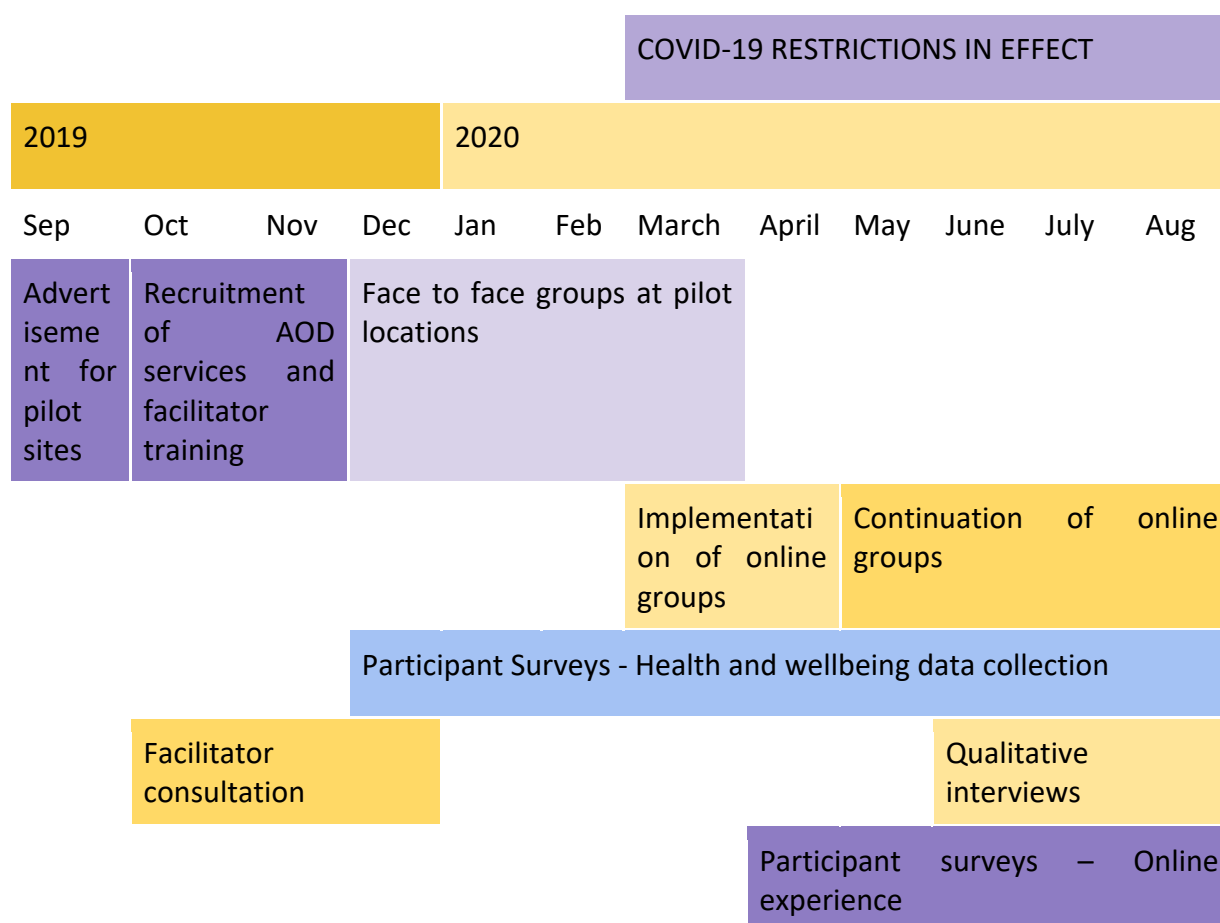 COVID-19 RESTRICTIONS IN EFFECT
2019 2020
Sep Oct Nov Dec Jan Feb March April May June July Aug
Advert
iseme
nt for
pilot
sites
Recruitment
of AOD
services and
facilitator
training
Face to face groups at pilot
locations
Implementati
on of online
groups
Continuation of online
groups
Participant Surveys - Health and wellbeing data collection
Facilitator
consultation
Qualitative
interviews
Participant surveys – Online
experience